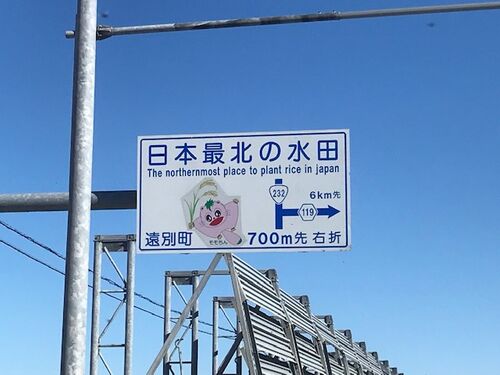 日本最北の水田
The northernmost place to plant rice in japan
232
6km先
119
遠別町
700m先 右折